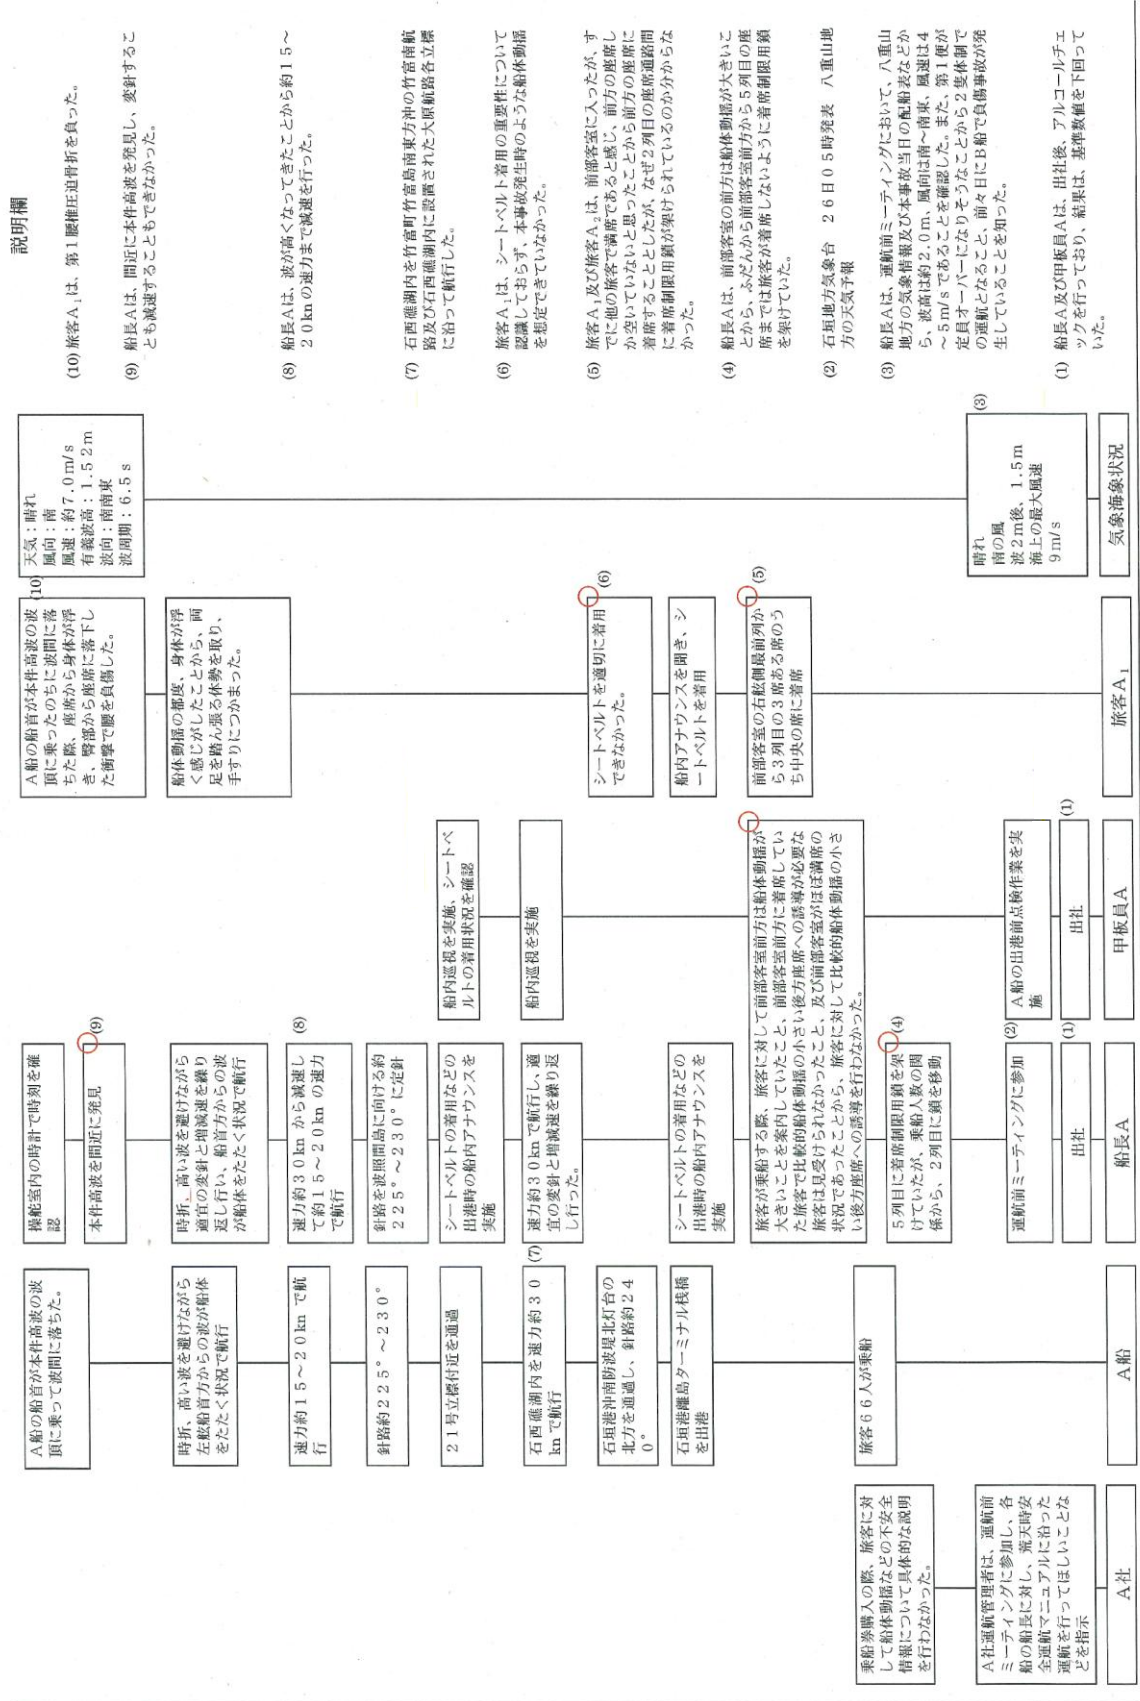 説明欄
(10) 旅客A₁は、第１腰椎圧迫骨折を負った。
(9) 船長Aは、間近に本件高波を発見し、変針するこ
とも減速することもできなかった。
(8) 船長Aは、波が高くなってきたことから約１５～
２０knの速力まで減速を行った。
(7) 石西礁湖内を竹富町竹富島南東方沖の竹富南航
路及び石西礁湖内に設置された大原航路各立標
に沿って航行した。
(6) 旅客A₁は、シートベルト着用の重要性について
認識しておらず、本事故発生時のような船体動揺
を想定できていなかった。
(5) 旅客A₁及び旅客A₂は、前部客室に入ったが、す
でに他の旅客で満席であると感じ、前方の座席し
か空いていないと思ったことから前方の座席に
着席することとしたが、なぜ２列目の座席通路間
に着席制限用鎖が架けられているのか分からな
かった。
(4) 船長Aは、前部客室の前方は船体動揺が大きいこ
とから、ふだんから前部客室前方から５列目の座
席までは旅客が着席しないように着席制限用鎖
を架けていた。
(2) 石垣地方気象台 ２６日０５時発表 八重山地
方の天気予報
(3) 船長Aは、運航前ミーティングにおいて、八重山
地方の気象情報及び本事故当日の配船表などか
ら、波高は約２.０m、風向は南～南東、風速は４
～５m/sであることを確認した。また、第１便が
定員オーバーになりそうなことから２隻体制で
の運航となること、前々日にB船で負傷事故が発
生していることを知った。
(1) 船長A及び甲板員Aは、出社後、アルコールチェ
ックを行っており、結果は、基準数値を下回って
いた。
天気：晴れ
風向：南
風速：約７.０m/s
有義波高：１.５２m
波向：南南東
波周期：６.５s
晴れ
南の風
波２m後、１.５m
海上の最大風速
９m/s
(3)
気象海象状況
A船の船首が本件高波の波
頂に乗ったのちに波間に落
ちた際、座席から身体が浮
き、臀部から座席に落下し
た衝撃で腰を負傷した。
(10)
船体動揺の都度、身体が浮
く感じがしたことから、両
足を踏ん張る体勢を取り、
手すりにつかまった。
シートベルトを適切に着用
できなかった。
(6)
船内アナウンスを聞き、シ
ートベルトを着用
前部客室の右舷側最前列か
ら３列目の３席ある席のう
ち中央の席に着席
(5)
旅客A₁
船内巡視を実施、シートベ
ルトの着用状況を確認
船内巡視を実施
A船の出港前点検作業を実
施
出社
(1)
甲板員A
操舵室内の時計で時刻を確
認
本件高波を間近に発見
(9)
時折、高い波を避けながら
適宜の変針と増減速を繰り
返し行い、船首方からの波
が船体をたたく状況で航行
速力約３０knから減速し
て約１５～２０knの速力
で航行
(8)
針路を波照間島に向ける約
２２５°～２３０°に定針
シートベルトの着用などの
出港時の船内アナウンスを
実施
速力約３０knで航行し、適
宜の変針と増減速を繰り返
し行った。
シートベルトの着用などの
出港時の船内アナウンスを
実施
旅客が乗船する際、旅客に対して前部客室前方は船体動揺が
大きいことを案内していたこと、前部客室前方に着席してい
た旅客で比較的船体動揺の小さい後方座席への誘導が必要な
旅客は見受けられなかったこと、及び前部客室がほぼ満席の
状況であったことから、旅客に対して比較的船体動揺の小さ
い後方座席への誘導を行わなかった。
５列目に着席制限用鎖を架
けていたが、乗船人数の関
係から、２列目に鎖を移動
(4)
運航前ミーティングに参加
(2)
出社
(1)
船長A
A船の船首が本件高波の波
頂に乗って波間に落ちた。
時折、高い波を避けながら
左舷船首方からの波が船体
をたたく状況で航行
速力約１５～２０knで航
行
針路約２２５°～２３０°
２１号立標付近を通過
石西礁湖内を速力約３０
knで航行
(7)
石垣港沖南防波堤北灯台の
北方を通過し、針路約２４
０°
石垣港離島ターミナル桟橋
を出港
旅客６６人が乗船
A船
乗船券購入の際、旅客に対
して船体動揺などの不安全
情報について具体的な説明
を行わなかった。
A社運航管理者は、運航前
ミーティングに参加し、各
船の船長に対し、荒天時安
全運航マニュアルに沿った
運航を行ってほしいことな
どを指示
A社